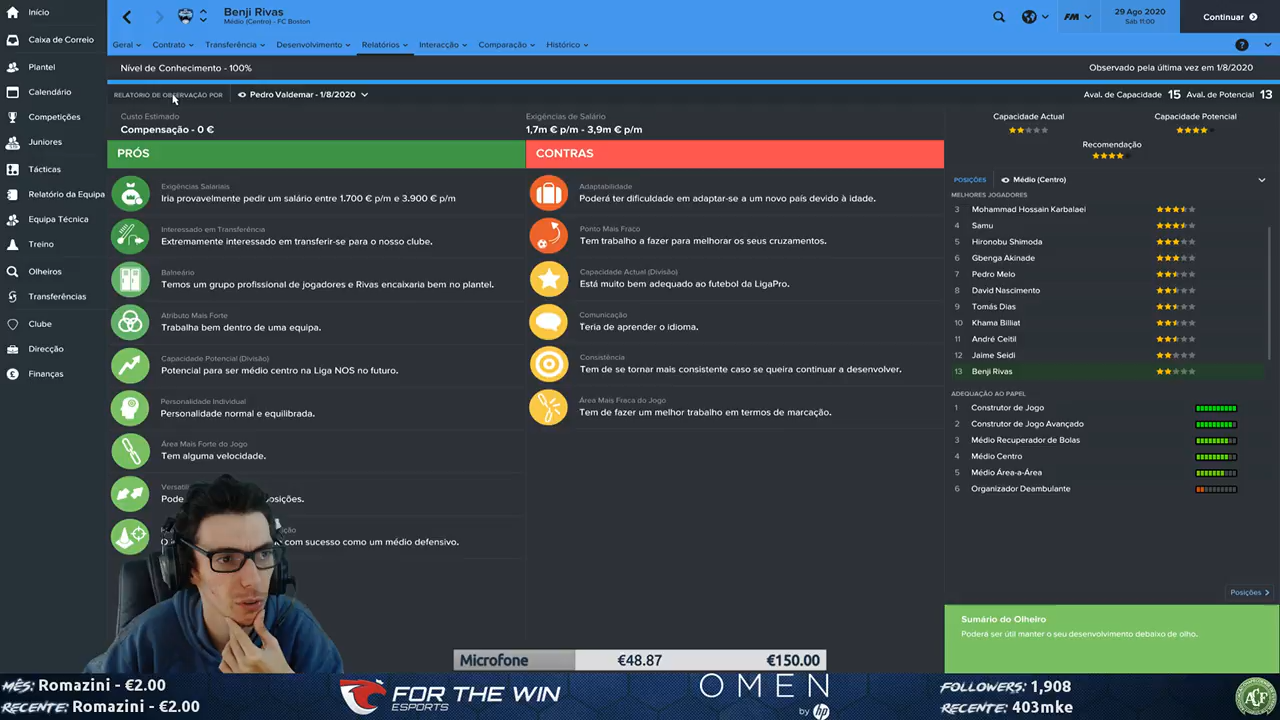 Início
Caixa de Correio
Plantel
Calendário
Competições
Juniores
Tácticas
Relatório da Equipa
Equipa Técnica
Treino
Olheiros
Transferências
Clube
Direcção
Finanças
Benji Rivas
Médio (Centro) - FC Boston
FM
29 Ago 2020
Sáb 11:00
Continuar
Geral
Contrato
Transferência
Desenvolvimento
Relatórios
Interacção
Comparação
Histórico
?
Nível de Conhecimento - 100%
Observado pela última vez em 1/8/2020
RELATÓRIO DE OBSERVAÇÃO POR
Pedro Valdemar - 1/8/2020
Aval. de Capacidade 15 Aval. de Potencial 13
Custo Estimado
Compensação - 0 €
Exigências de Salário
1,7m € p/m - 3,9m € p/m
PRÓS
Exigências Salariais
Iria provavelmente pedir um salário entre 1.700 € p/m e 3.900 € p/m
Interessado em Transferência
Extremamente interessado em transferir-se para o nosso clube.
Balneário
Temos um grupo profissional de jogadores e Rivas encaixaria bem no plantel.
Atributo Mais Forte
Trabalha bem dentro de uma equipa.
Capacidade Potencial (Divisão)
Potencial para ser médio centro na Liga NOS no futuro.
Personalidade Individual
Personalidade normal e equilibrada.
Área Mais Forte do Jogo
Tem alguma velocidade.
com sucesso como um médio defensivo.
CONTRAS
Adaptabilidade
Poderá ter dificuldade em adaptar-se a um novo país devido à idade.
Ponto Mais Fraco
Tem trabalho a fazer para melhorar os seus cruzamentos.
Capacidade Actual (Divisão)
Está muito bem adequado ao futebol da LigaPro.
Comunicação
Teria de aprender o idioma.
Consistência
Tem de se tornar mais consistente caso se queira continuar a desenvolver.
Área Mais Fraca do Jogo
Tem de fazer um melhor trabalho em termos de marcação.
Capacidade Actual
Capacidade Potencial
Recomendação
POSIÇÕES
Médio (Centro)
MELHORES JOGADORES
3 Mohammad Hossain Karbalaei
4 Samu
5 Hironobu Shimoda
6 Gbenga Akinade
7 Pedro Melo
8 David Nascimento
9 Tomás Dias
10 Khama Billiat
11 André Ceitil
12 Jaime Seidi
13 Benji Rivas
ADEQUAÇÃO AO PAPEL
1 Construtor de Jogo
2 Construtor de Jogo Avançado
3 Médio Recuperador de Bolas
4 Médio Centro
5 Médio Área-a-Área
6 Organizador Deambulante
Posições
Sumário do Olheiro
Poderá ser útil manter o seu desenvolvimento debaixo de olho.
Microfone €48.87 €150.00
MÊS: Romazini - €2.00
RECENTE: Romazini - €2.00
FOR THE WIN
ESPORTS
OMEN
by hp
FOLLOWERS: 1,908
RECENTE: 403mke
ACF